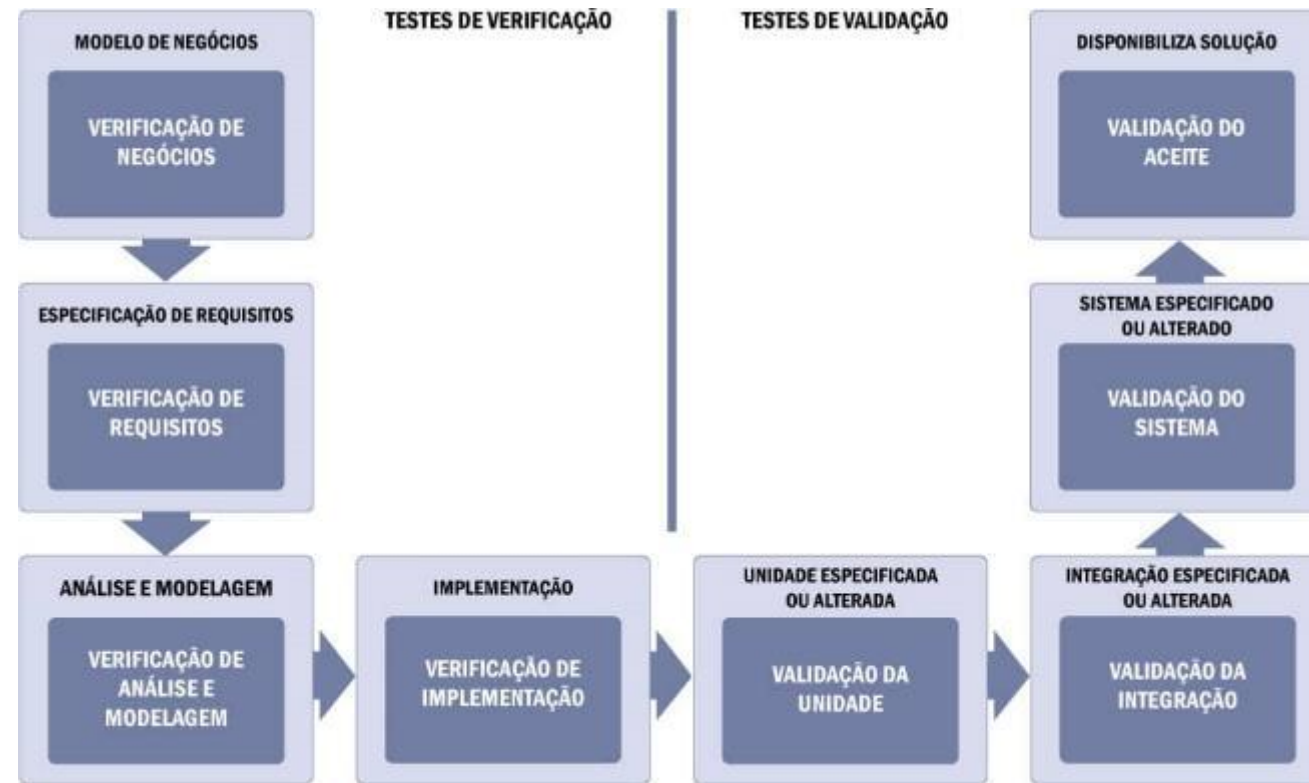 TESTES DE VERIFICAÇÃO
TESTES DE VALIDAÇÃO
MODELO DE NEGÓCIOS
VERIFICAÇÃO DE
NEGÓCIOS
ESPECIFICAÇÃO DE REQUISITOS
VERIFICAÇÃO DE
REQUISITOS
ANÁLISE E MODELAGEM
VERIFICAÇÃO DE
ANÁLISE E
MODELAGEM
IMPLEMENTAÇÃO
VERIFICAÇÃO DE
IMPLEMENTAÇÃO
UNIDADE ESPECIFICADA
OU ALTERADA
VALIDAÇÃO DA
UNIDADE
INTEGRAÇÃO ESPECIFICADA
OU ALTERADA
VALIDAÇÃO DA
INTEGRAÇÃO
SISTEMA ESPECIFICADO
OU ALTERADO
VALIDAÇÃO DO
SISTEMA
DISPONIBILIZA SOLUÇÃO
VALIDAÇÃO DO
ACEITE